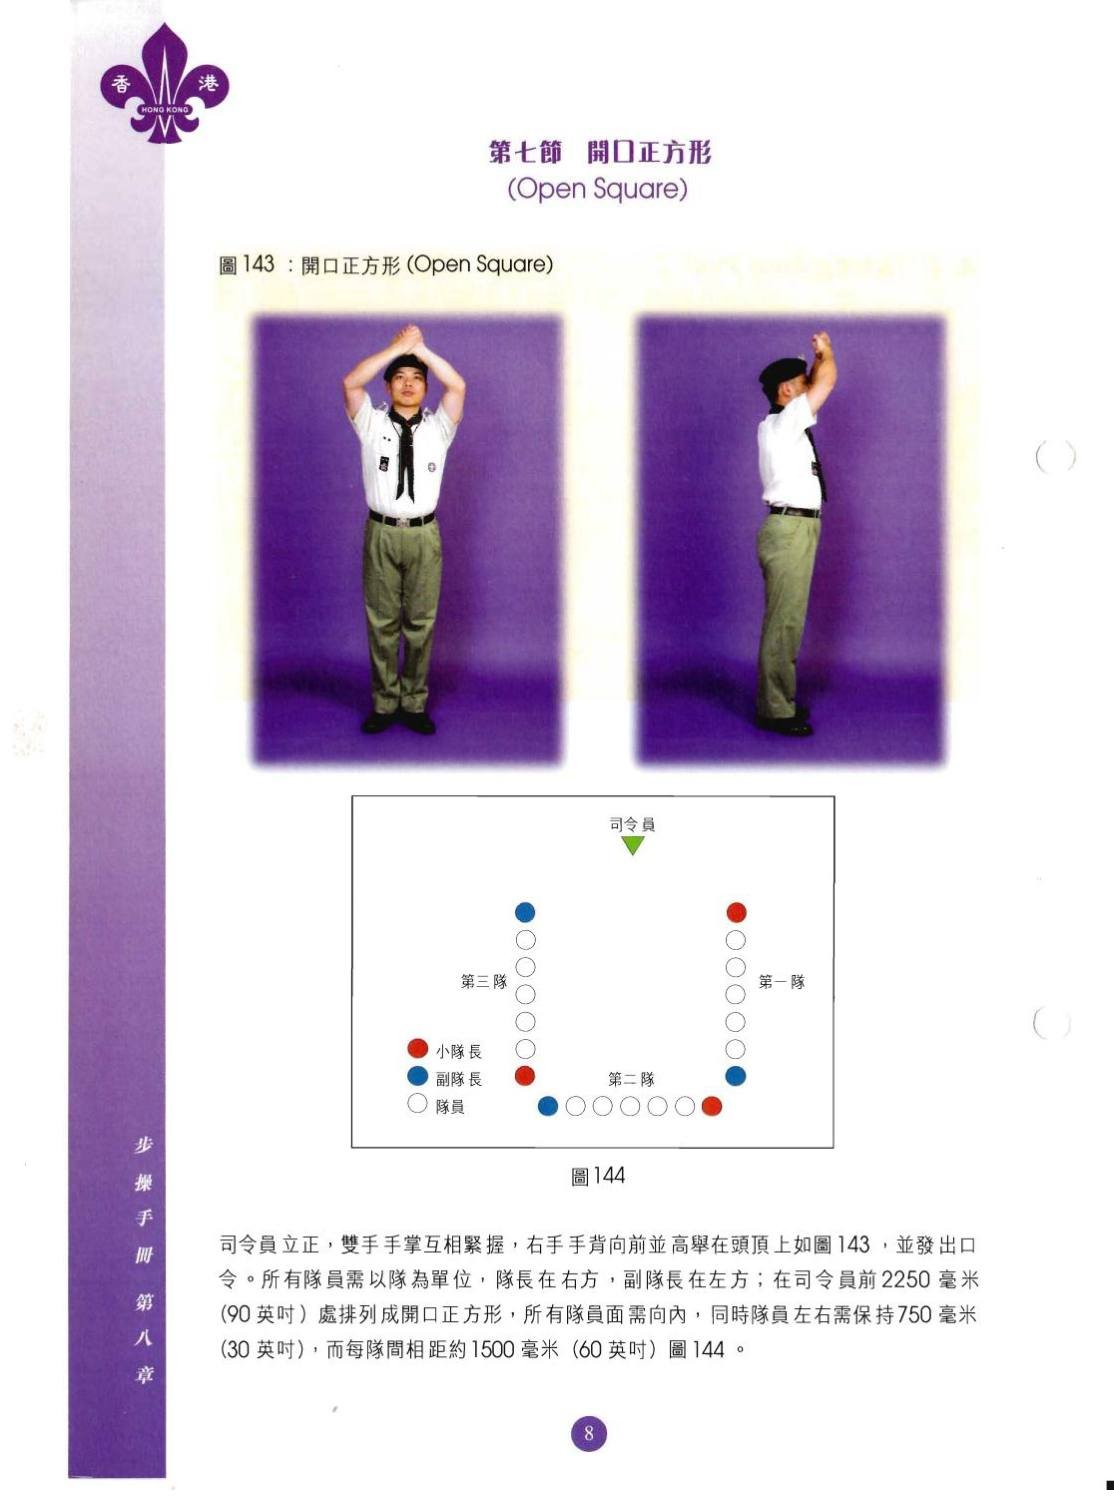 香 港
HONG KONG
第七節 開口正方形
(Open Square)
圖143 : 開口正方形 (Open Square)
司令員
第三隊
第一隊
小隊長
副隊長
第二隊
隊員
圖144
司令員立正，雙手手掌互相緊握，右手手背向前並高舉在頭頂上如圖143 ，並發出口
令。所有隊員需以隊為單位，隊長在右方，副隊長在左方；在司令員前2250 毫米
(90 英吋）處排列成開口正方形，所有隊員面需向內，同時隊員左右需保持750 毫米
(30 英吋)，而每隊間相距約1500 毫米（60 英吋）圖144 。
步操手冊 第八章
8